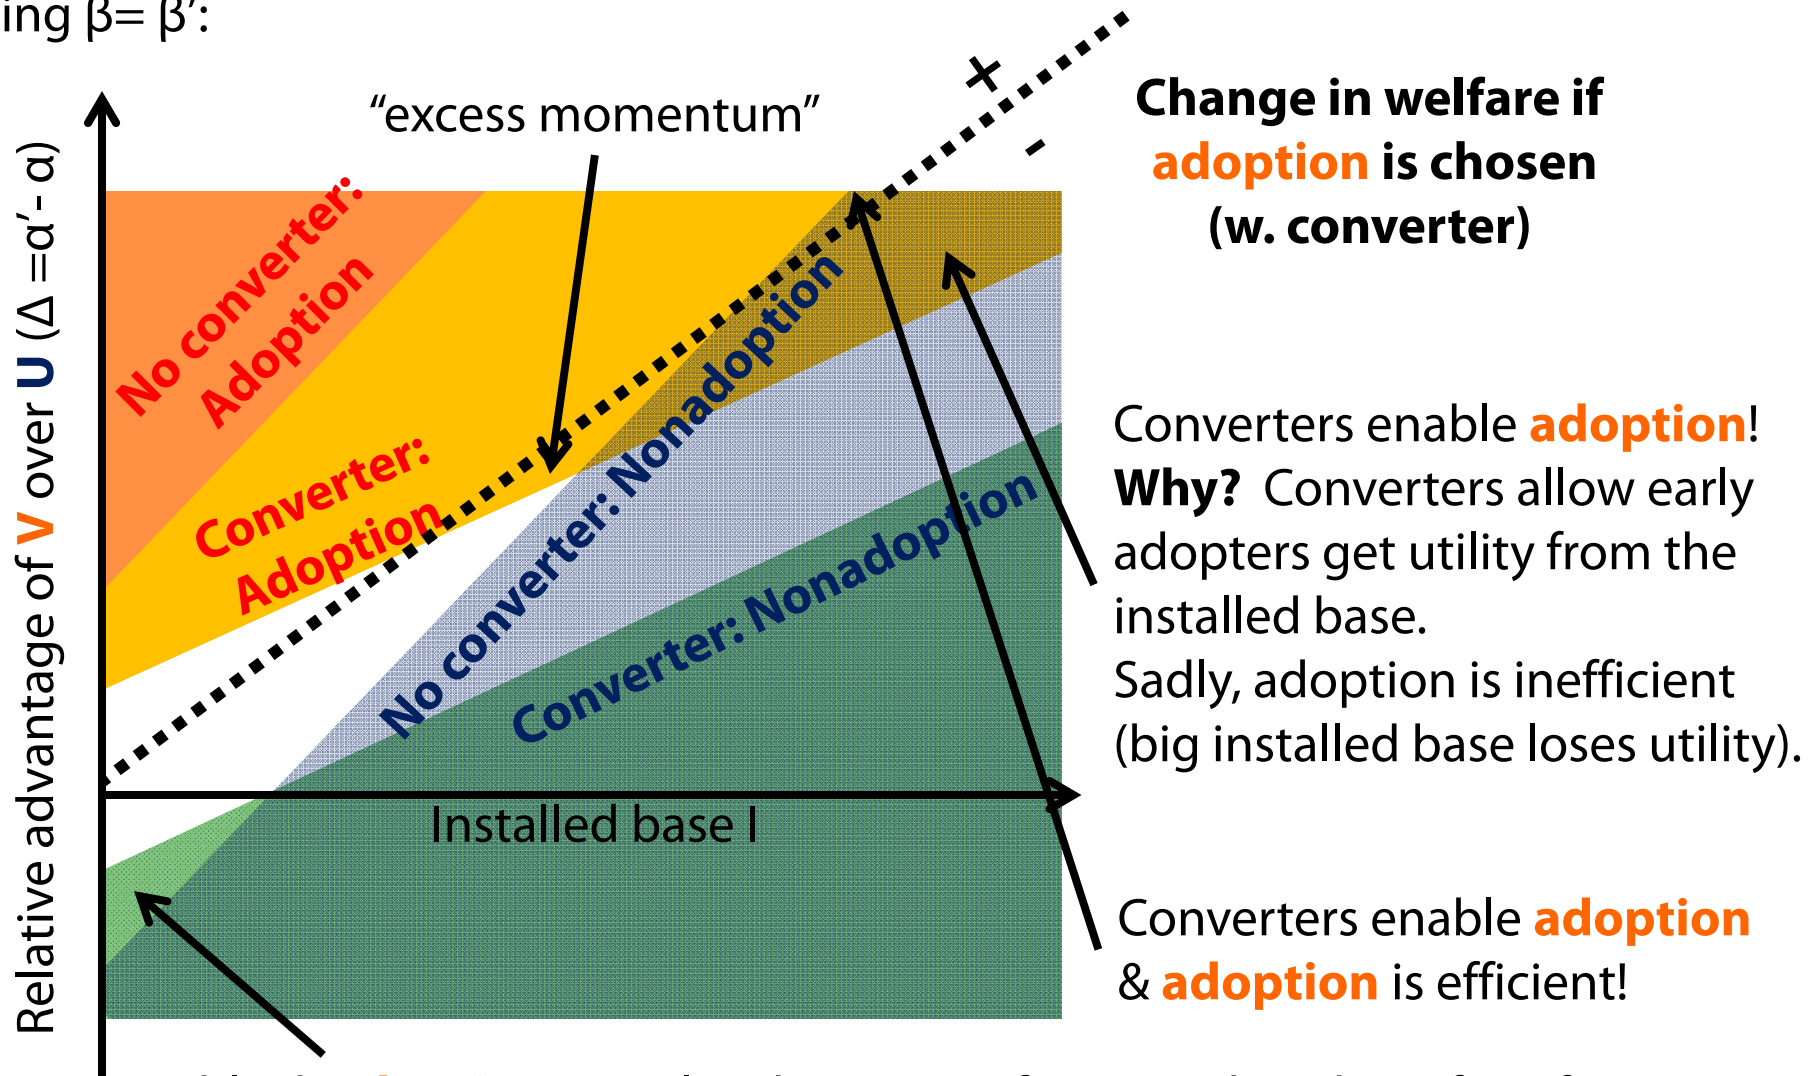 ing β= β′:
“excess momentum”
+
-
Change in welfare if
adoption is chosen
(w. converter)
Relative advantage of V over U (Δ =α′- α)
No converter:
Adoption
Converter:
Adoption
No converter: Nonadoption
Converter: Nonadoption
Installed base I
Converters enable adoption!
Why? Converters allow early
adopters get utility from the
installed base.
Sadly, adoption is inefficient
(big installed base loses utility).
Converters enable adoption
& adoption is efficient!